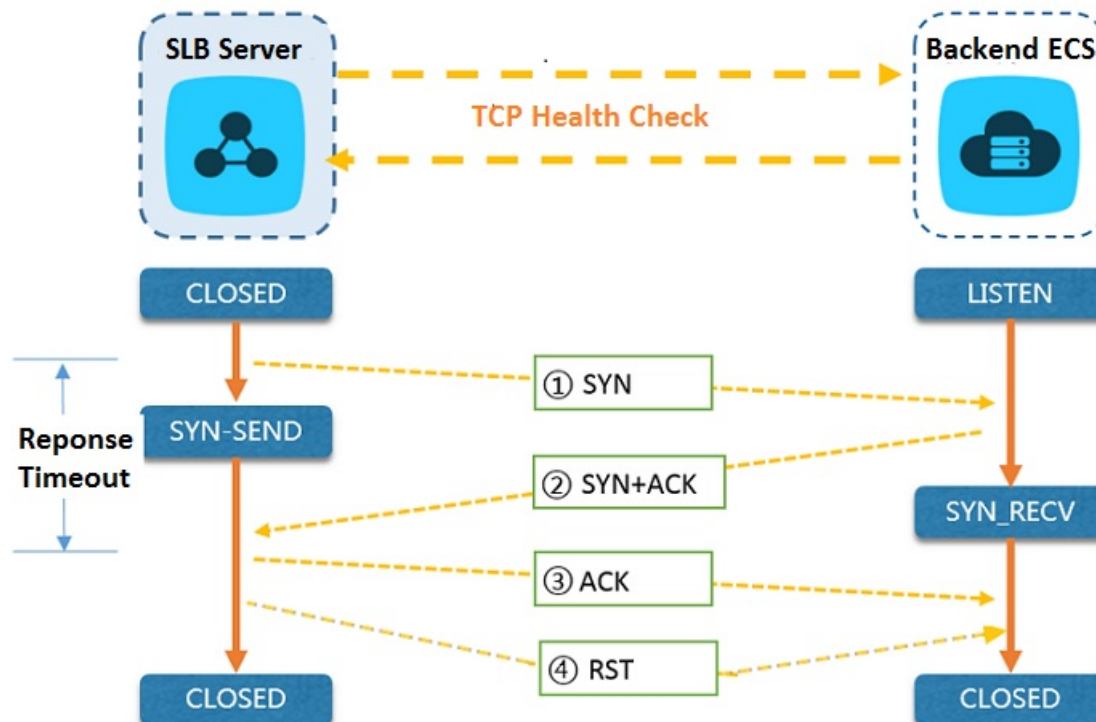 SLB Server
Backend ECS
TCP Health Check
CLOSED
LISTEN
① SYN
SYN-SEND
Reponse
Timeout
② SYN+ACK
SYN_RECV
③ ACK
④ RST
CLOSED
CLOSED